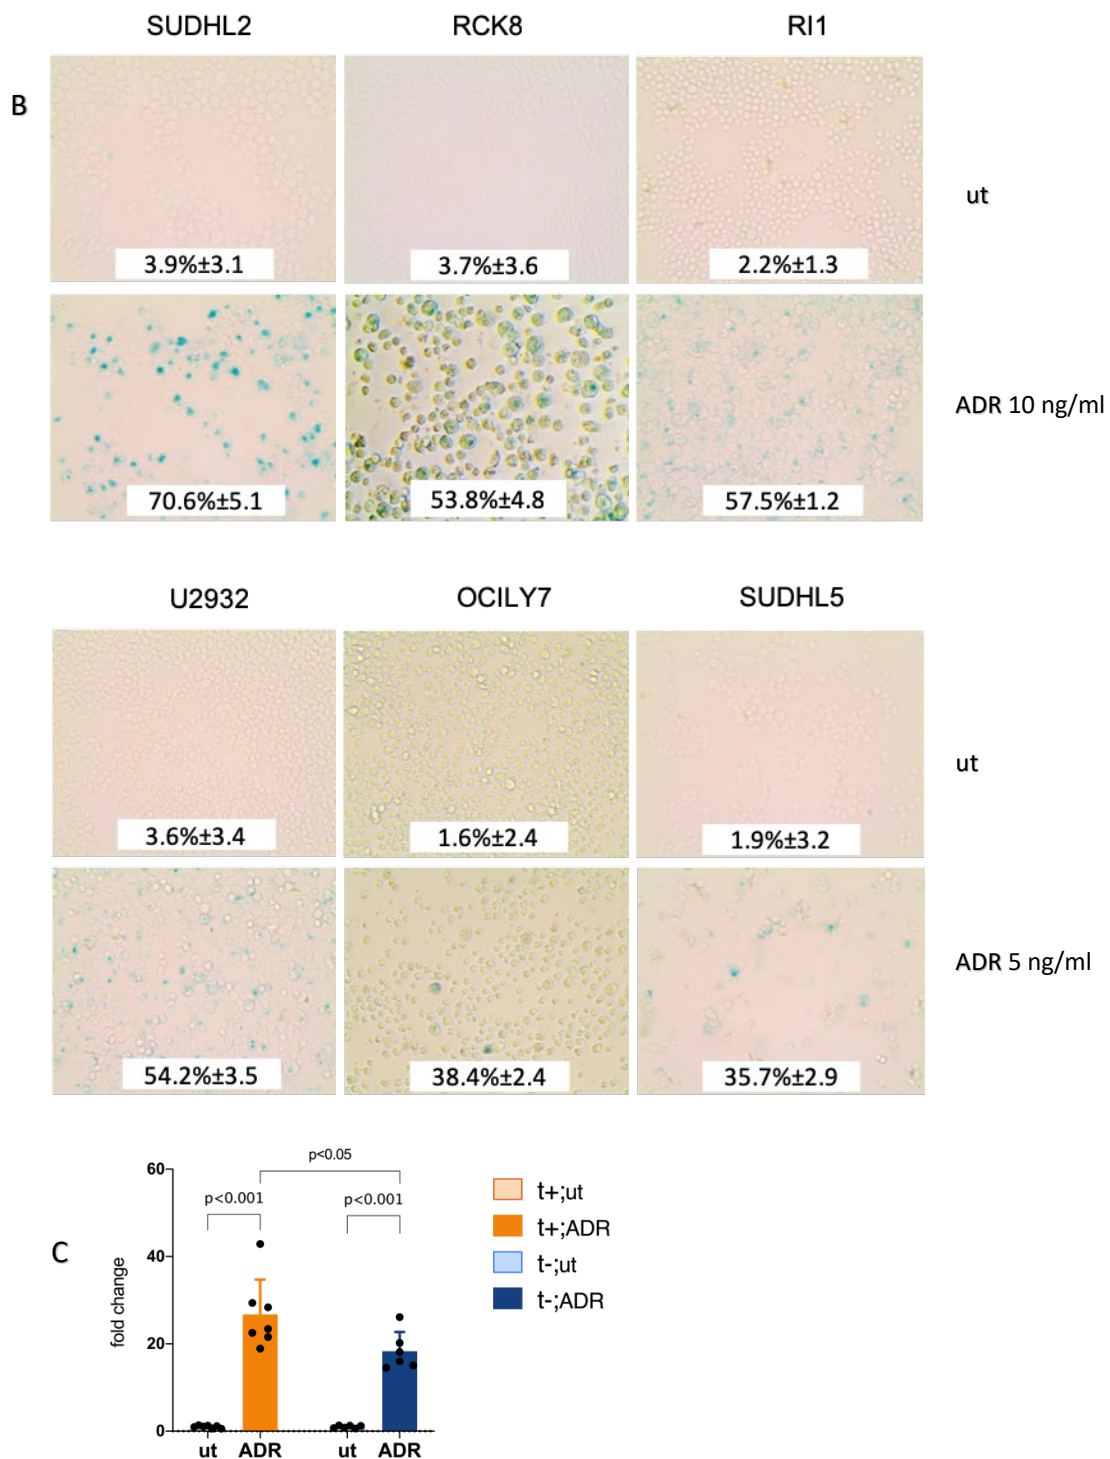 SUDHL2 RCK8 RI1
B
ut
3.9%±3.1 3.7%±3.6 2.2%±1.3
ADR 10 ng/ml
70.6%±5.1 53.8%±4.8 57.5%±1.2
U2932 OCILY7 SUDHL5
ut
3.6%±3.4 1.6%±2.4 1.9%±3.2
ADR 5 ng/ml
54.2%±3.5 38.4%±2.4 35.7%±2.9
C
fold change
60
40
20
0
p<0.05
p<0.001 p<0.001
ut ADR ut ADR
t+;ut
t+;ADR
t-;ut
t-;ADR